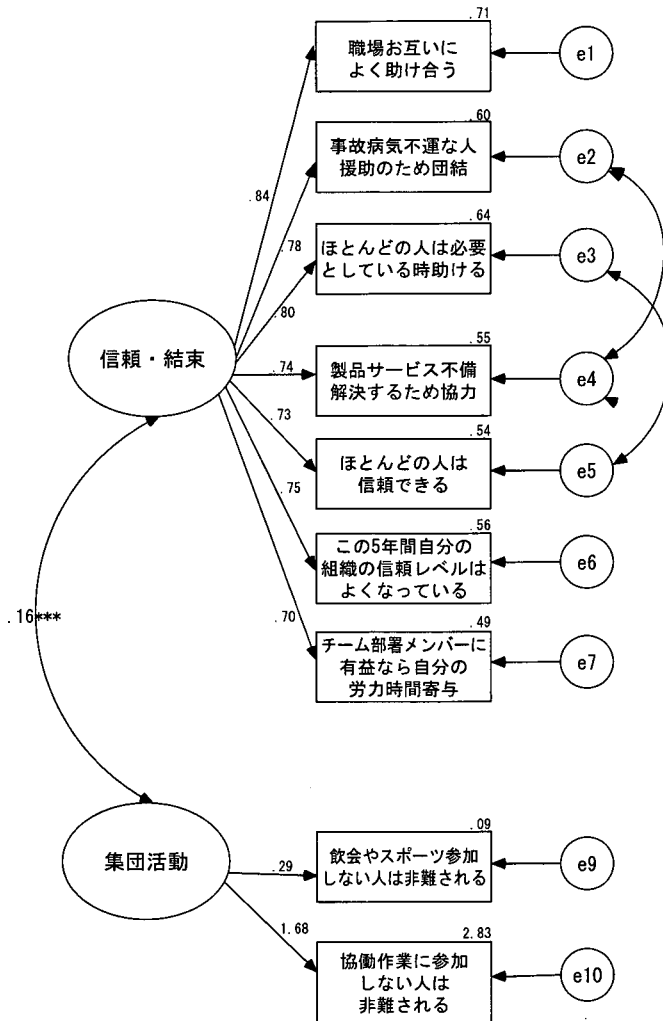 .71
職場お互いに
よく助け合う
e1
.60
事故病気不運な人
援助のため団結
e2
.84
.64
.78
ほとんどの人は必要
としている時助ける
e3
.80
信頼・結束
.55
.74
製品サービス不備
解決するため協力
e4
.73
.54
ほとんどの人は
信頼できる
e5
.75
.56
この5年間自分の
組織の信頼レベルは
よくなっている
e6
.16***
.70
.49
チーム部署メンバーに
有益なら自分の
労力時間寄与
e7
集団活動
.09
.29
飲会やスポーツ参加
しない人は非難される
e9
1.68
2.83
協働作業に参加
しない人は
非難される
e10